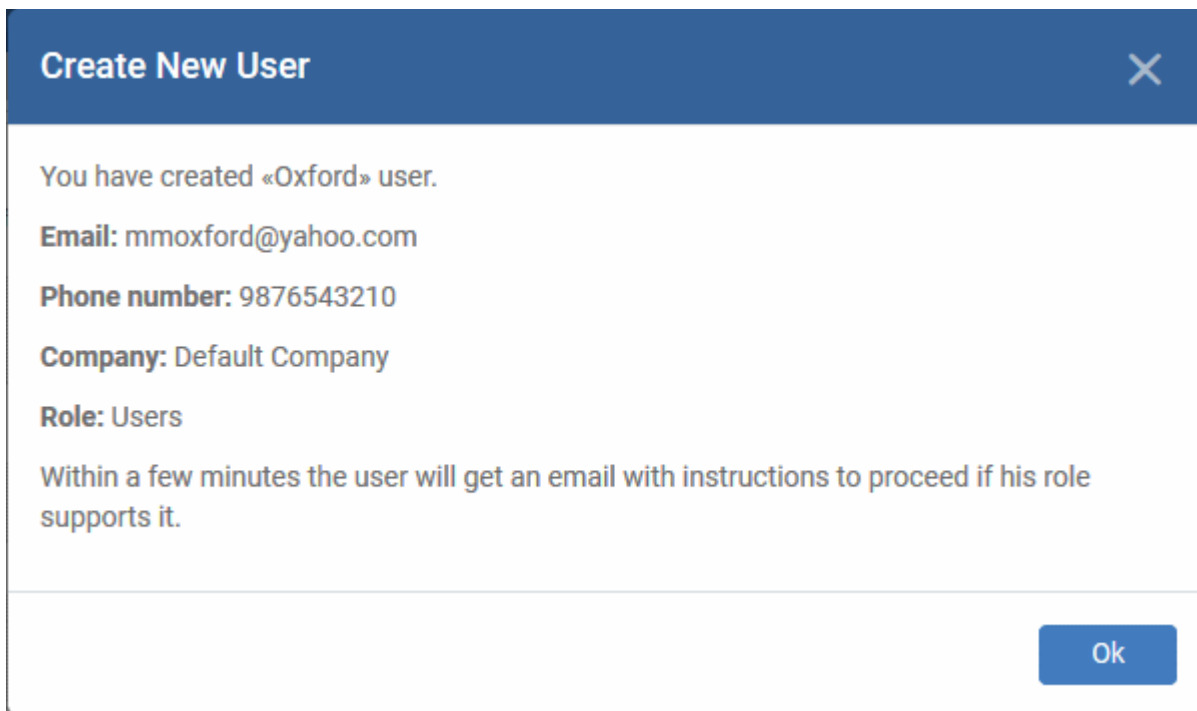 Create New User
You have created «Oxford» user.
Email: mmoxford@yahoo.com
Phone number: 9876543210
Company: Default Company
Role: Users
Within a few minutes the user will get an email with instructions to proceed if his role
supports it.
Ok